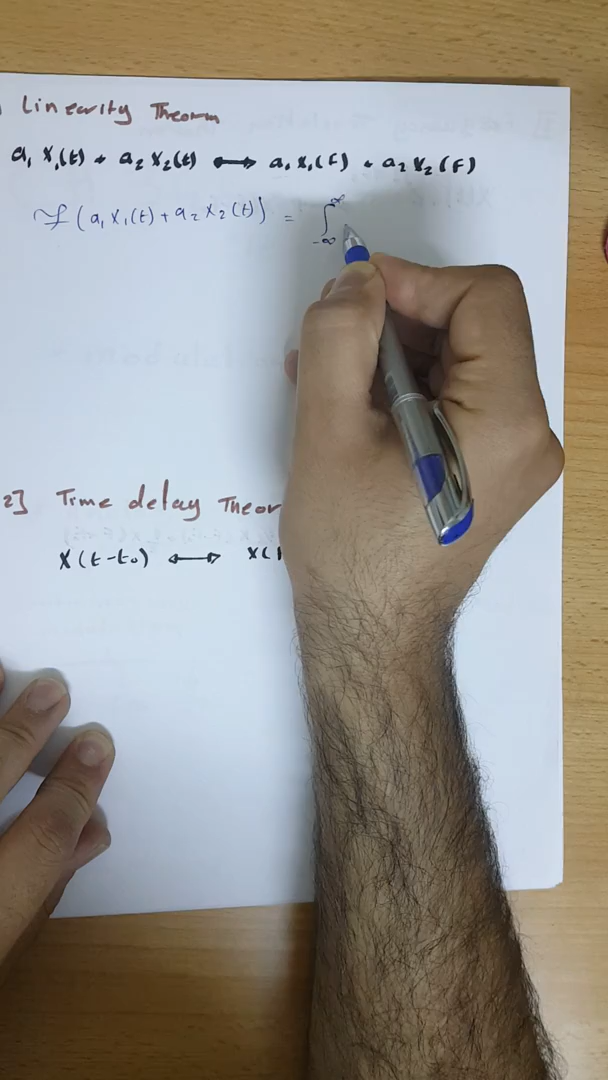 Linearity Theorem
a₁ x₁(t) + a₂ x₂(t) ⟷ a₁ X₁(f) + a₂ X₂(f)
ℱ (a₁ x₁(t) + a₂ x₂(t)) = ∫ ∞ -∞
2] Time delay Theor
x(t-t₀) ⟷ X(